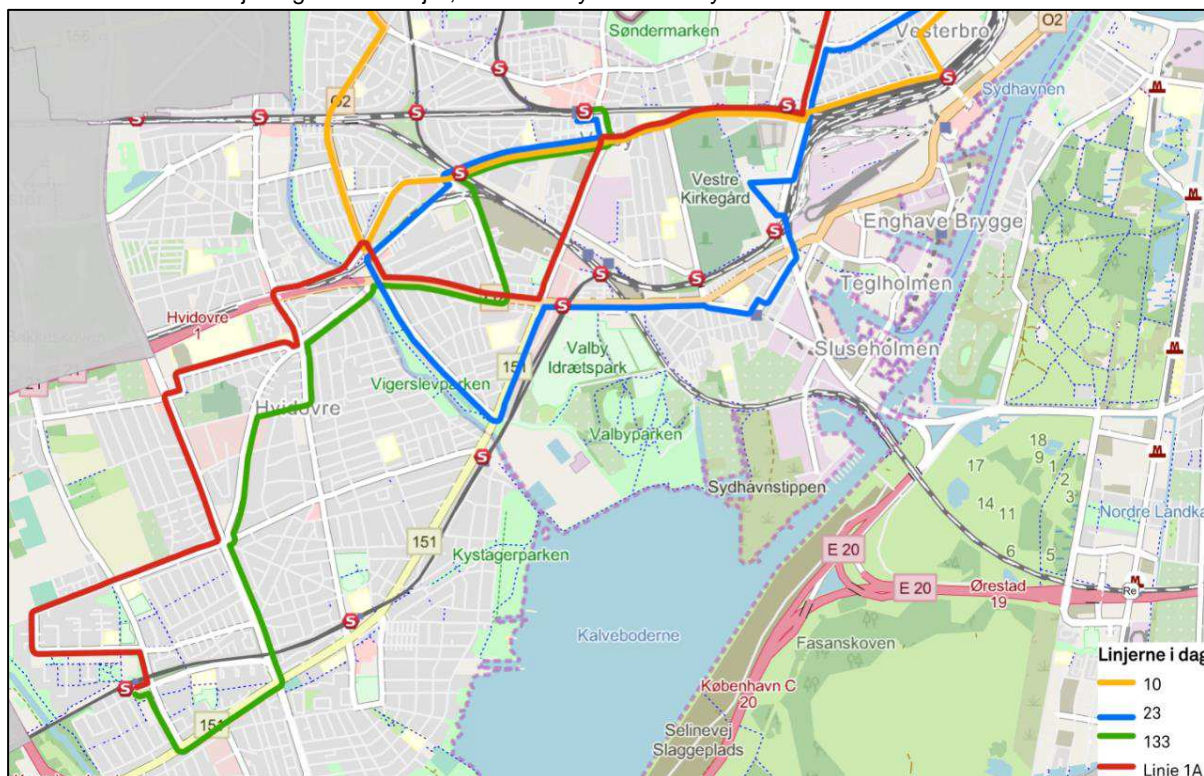 Søndermarken
Vesterbro
O2
Sydhavnen
O2
Vestre
Kirkegård
Enghave Brygge
Teglholmen
Hvidovre
1
Valby
Idrætspark
Sluseholmen
151
Vigerslevparken
Hvidovre
Valbyparken
18
9
17
1
2
3
14
11
Sydhavnstippen
Nordre Landka
151
Kystagerparken
E 20
6
5
E 20
Ørestad
19
Re
Kalveboderne
Fasanskoven
Linjerne i dag
København C
20
10
151
Selinevej
Slaggeplads
23
133
Linie 1A